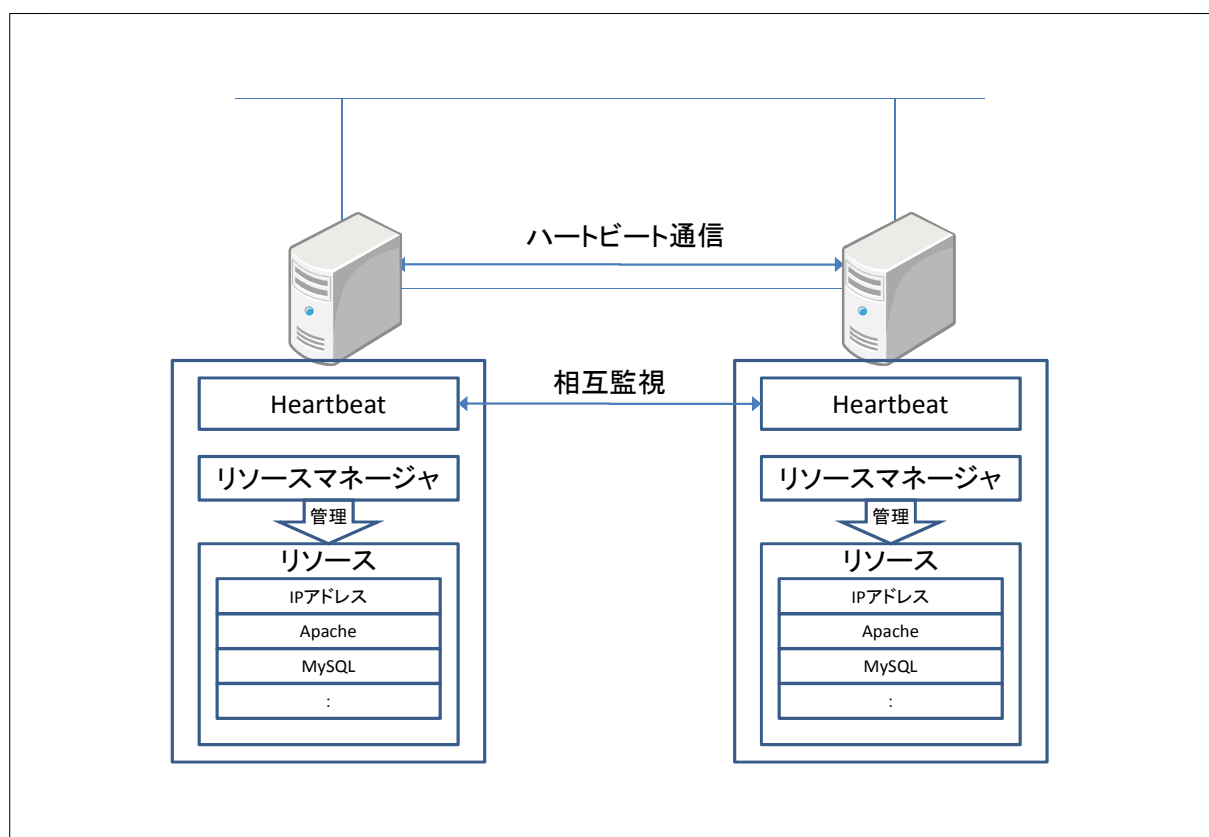 ハートビート通信
相互監視
Heartbeat
リソースマネージャ
管理
リソース
IPアドレス
Apache
MySQL
:
Heartbeat
リソースマネージャ
管理
リソース
IPアドレス
Apache
MySQL
: